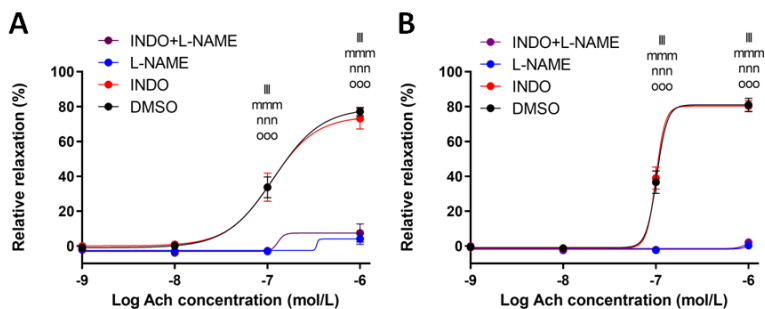 A
INDO+L-NAME
L-NAME
INDO
DMSO
lll
mmm
nnn
ooo
lll
mmm
nnn
ooo
100
80
60
40
20
0
-9
-8
-7
-6
Relative relaxation (%)
Log Ach concentration (mol/L)
B
INDO+L-NAME
L-NAME
INDO
DMSO
lll
mmm
nnn
ooo
lll
mmm
nnn
ooo
100
80
60
40
20
0
-9
-8
-7
-6
Relative relaxation (%)
Log Ach concentration (mol/L)